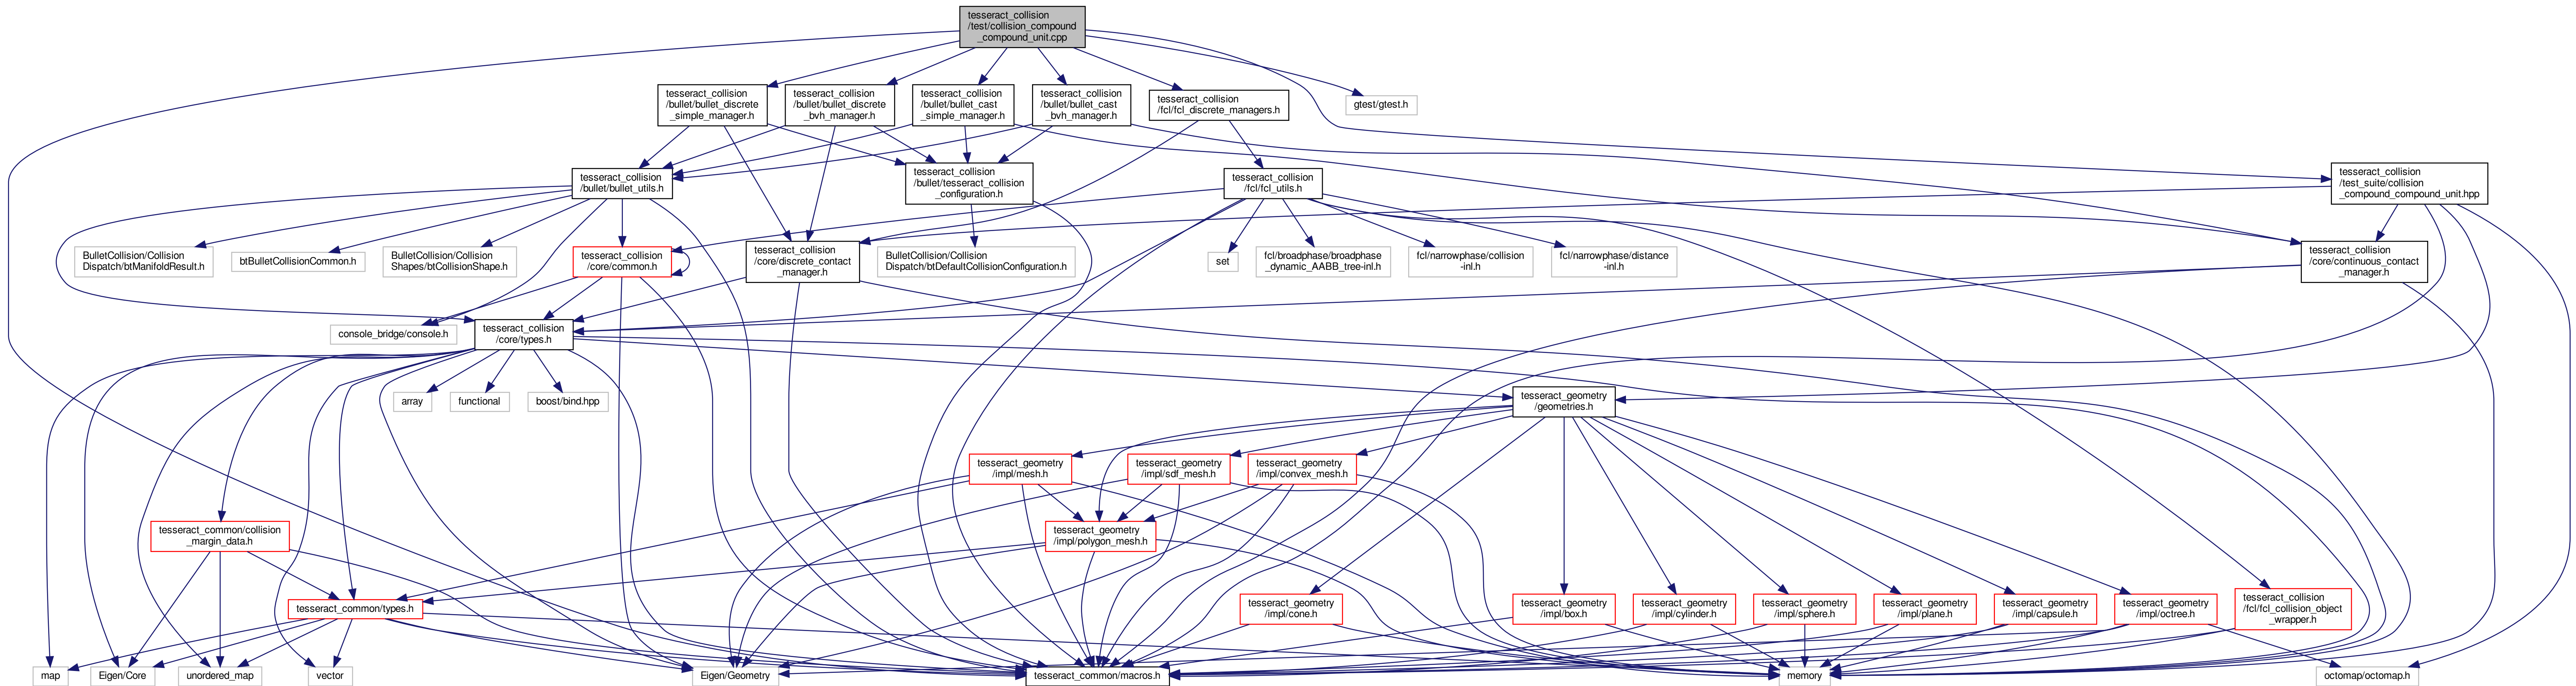 tesseract_collision
/test/collision_compound
_compound_unit.cpp
tesseract_collision
/bullet/bullet_discrete
_simple_manager.h
tesseract_collision
/bullet/bullet_discrete
_bvh_manager.h
tesseract_collision
/bullet/bullet_cast
_simple_manager.h
tesseract_collision
/bullet/bullet_cast
_bvh_manager.h
tesseract_collision
/fcl/fcl_discrete_managers.h
gtest/gtest.h
tesseract_collision
/bullet/bullet_utils.h
tesseract_collision
/bullet/tesseract_collision
_configuration.h
tesseract_collision
/fcl/fcl_utils.h
tesseract_collision
/test_suite/collision
_compound_compound_unit.hpp
BulletCollision/Collision
Dispatch/btManifoldResult.h
btBulletCollisionCommon.h
BulletCollision/Collision
Shapes/btCollisionShape.h
tesseract_collision
/core/common.h
tesseract_collision
/core/discrete_contact
_manager.h
BulletCollision/Collision
Dispatch/btDefaultCollisionConfiguration.h
set
fcl/broadphase/broadphase
_dynamic_AABB_tree-inl.h
fcl/narrowphase/collision
-inl.h
fcl/narrowphase/distance
-inl.h
tesseract_collision
/core/continuous_contact
_manager.h
console_bridge/console.h
tesseract_collision
/core/types.h
array
functional
boost/bind.hpp
tesseract_geometry
/geometries.h
tesseract_geometry
/impl/mesh.h
tesseract_geometry
/impl/sdf_mesh.h
tesseract_geometry
/impl/convex_mesh.h
tesseract_common/collision
_margin_data.h
tesseract_geometry
/impl/polygon_mesh.h
tesseract_common/types.h
tesseract_geometry
/impl/cone.h
tesseract_geometry
/impl/box.h
tesseract_geometry
/impl/cylinder.h
tesseract_geometry
/impl/sphere.h
tesseract_geometry
/impl/plane.h
tesseract_geometry
/impl/capsule.h
tesseract_geometry
/impl/octree.h
tesseract_collision
/fcl/fcl_collision_object
_wrapper.h
map
Eigen/Core
unordered_map
vector
Eigen/Geometry
tesseract_common/macros.h
memory
octomap/octomap.h